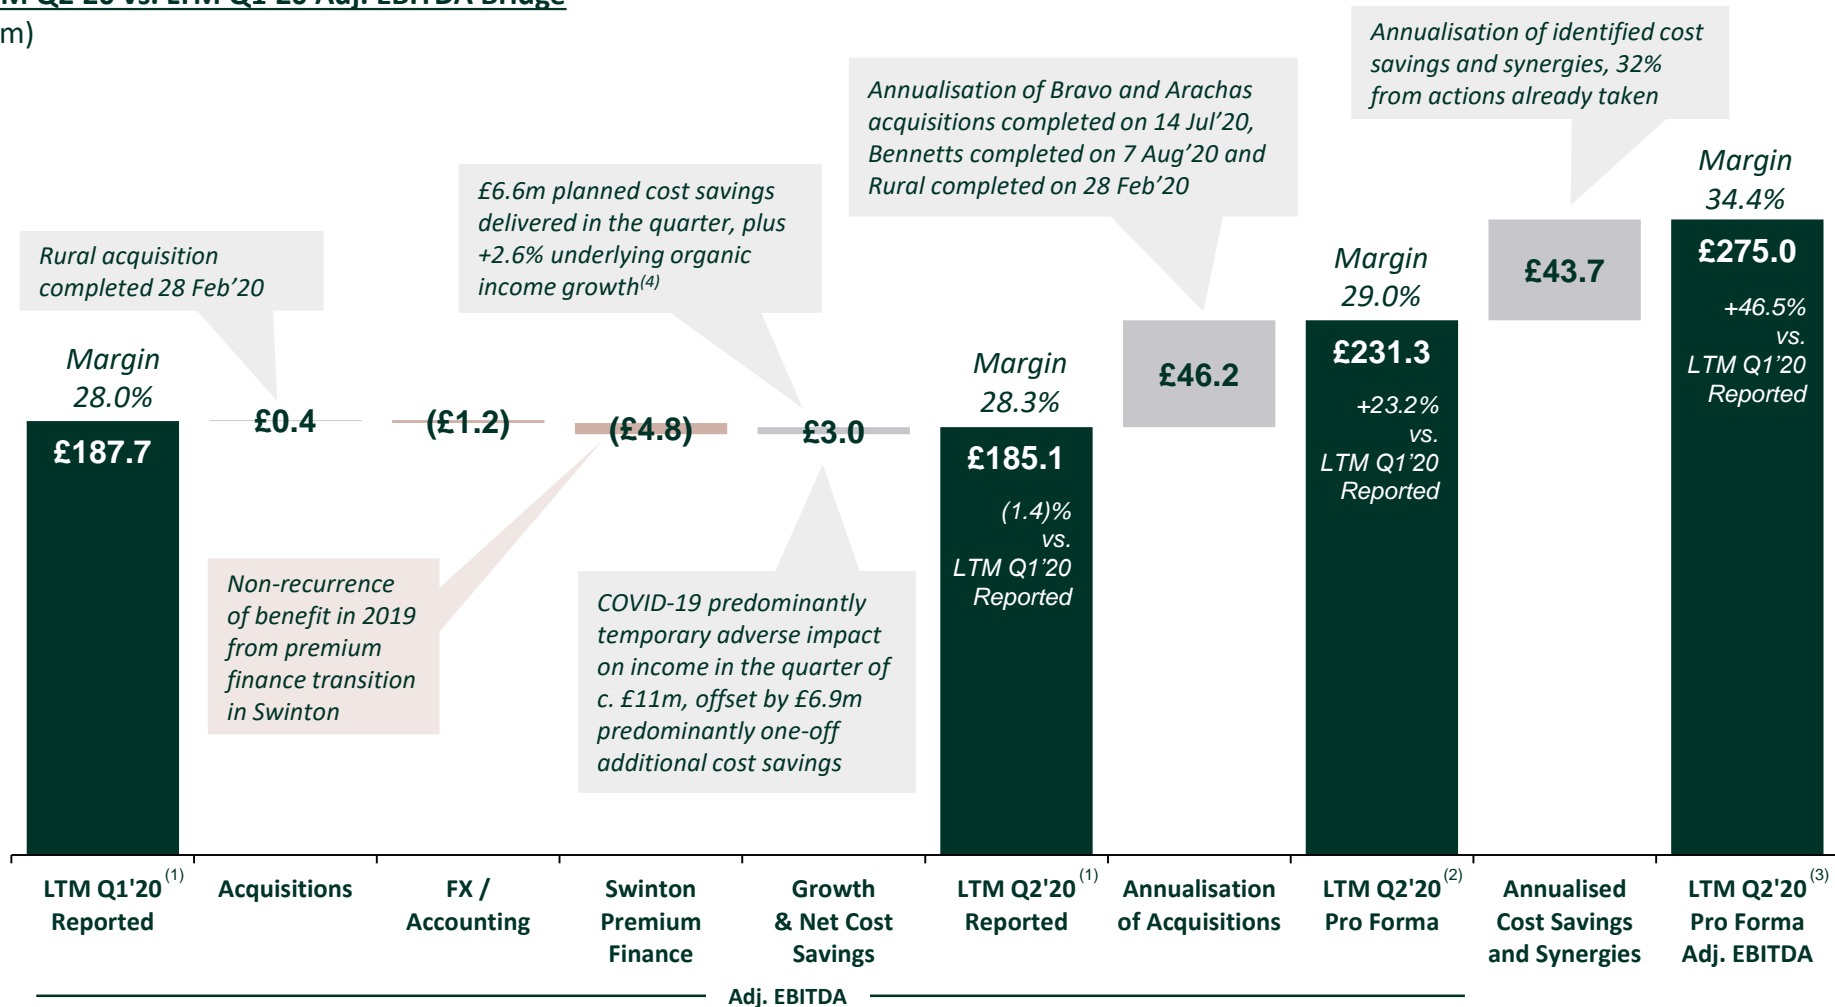 LTM Q1'20 Adj. EBITDA Bridge
m)
Annualisation of identified cost
savings and synergies, 32%
from actions already taken
Annualisation of Bravo and Arachas
acquisitions completed on 14 Jul’20,
Bennetts completed on 7 Aug’20 and
Rural completed on 28 Feb’20
£6.6m planned cost savings
delivered in the quarter, plus
+2.6% underlying organic
income growth(4)
Rural acquisition
completed 28 Feb’20
Margin
28.0%
£187.7
£0.4
(£1.2)
(£4.8)
£3.0
Margin
28.3%
£185.1
(1.4)%
vs.
LTM Q1’20
Reported
£46.2
Margin
29.0%
£231.3
+23.2%
vs.
LTM Q1’20
Reported
£43.7
Margin
34.4%
£275.0
+46.5%
vs.
LTM Q1’20
Reported
Non-recurrence
of benefit in 2019
from premium
finance transition
in Swinton
COVID-19 predominantly
temporary adverse impact
on income in the quarter of
c. £11m, offset by £6.9m
predominantly one-off
additional cost savings
LTM Q1'20 (1)
Reported
Acquisitions
FX /
Accounting
Swinton
Premium
Finance
Growth
& Net Cost
Savings
LTM Q2'20 (1)
Reported
Annualisation
of Acquisitions
LTM Q2'20 (2)
Pro Forma
Annualised
Cost Savings
and Synergies
LTM Q2'20 (3)
Pro Forma
Adj. EBITDA
Adj. EBITDA